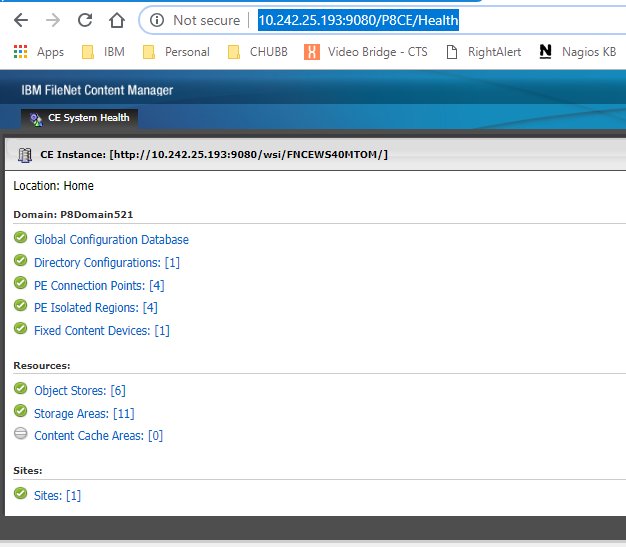 Not secure | 10.242.25.193:9080/P8CE/Health
Apps IBM Personal CHUBB Video Bridge - CTS RightAlert Nagios KB
IBM FileNet Content Manager
CE System Health
CE Instance: [http://10.242.25.193:9080/wsi/FNCEWS40MTOM/]
Location: Home
Domain: P8Domain521
Global Configuration Database
Directory Configurations: [1]
PE Connection Points: [4]
PE Isolated Regions: [4]
Fixed Content Devices: [1]
Resources:
Object Stores: [6]
Storage Areas: [11]
Content Cache Areas: [0]
Sites:
Sites: [1]